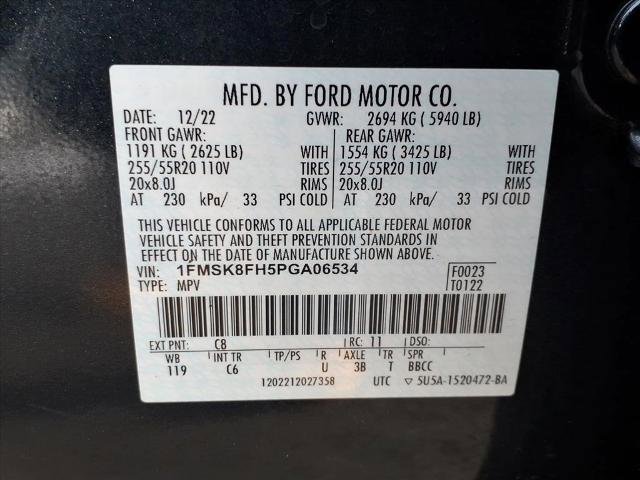 MFD. BY FORD MOTOR CO.
DATE: 12/22 GVWR: 2694 KG ( 5940 LB)
FRONT GAWR: REAR GAWR:
1191 KG ( 2625 LB) WITH 1554 KG ( 3425 LB) WITH
255/55R20 110V TIRES 255/55R20 110V TIRES
20x8.0J RIMS 20x8.0J RIMS
AT 230 kPa/ 33 PSI COLD AT 230 kPa/ 33 PSI COLD
THIS VEHICLE CONFORMS TO ALL APPLICABLE FEDERAL MOTOR
VEHICLE SAFETY AND THEFT PREVENTION STANDARDS IN
EFFECT ON THE DATE OF MANUFACTURE SHOWN ABOVE.
VIN: 1FMSK8FH5PGA06534 F0023
TYPE: MPV T0122
EXT PNT: C8 RC: 11 DSO:
WB INT TR TP/PS R AXLE TR SPR
119 C6 U 3B T BBCC
1202212027358 UTC ▽ 5U5A-1520472-BA